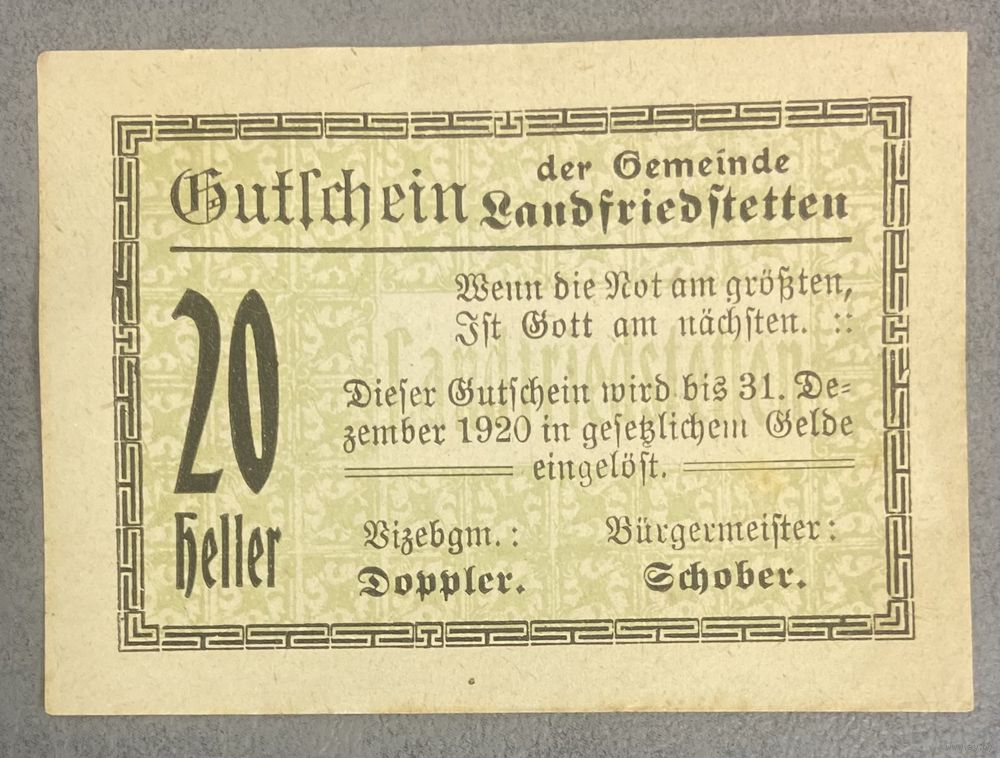 Gutschein der Gemeinde
Landfriedstetten
Wenn die Not am größten,
Ist Gott am nächsten. ::
20
Heller
Dieser Gutschein wird bis 31. De=
zember 1920 in gesetzlichem Gelde
eingelöst.
Vizebgm.:
Doppler.
Bürgermeister:
Schober.
Landfriedstetten